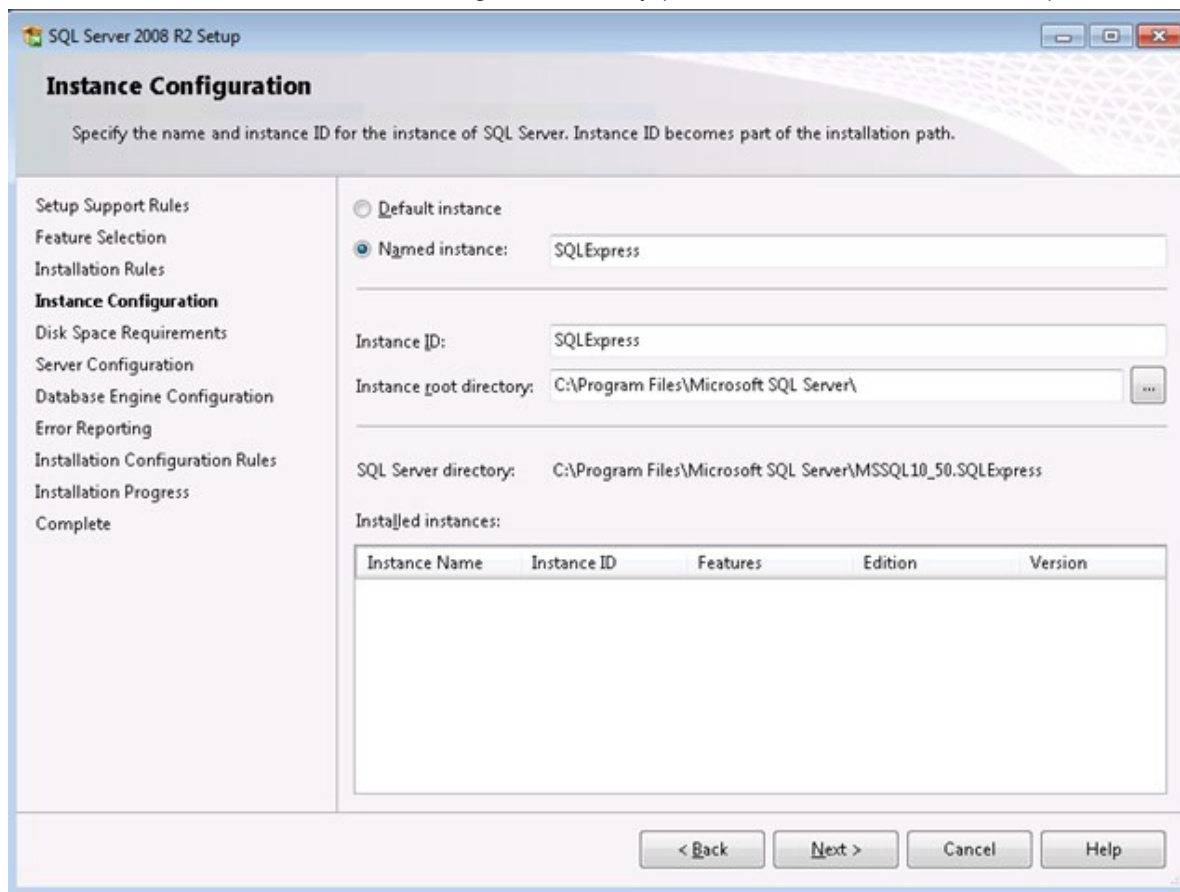 SQL Server 2008 R2 Setup
Instance Configuration
Specify the name and instance ID for the instance of SQL Server. Instance ID becomes part of the installation path.
Setup Support Rules
Feature Selection
Installation Rules
Instance Configuration
Disk Space Requirements
Server Configuration
Database Engine Configuration
Error Reporting
Installation Configuration Rules
Installation Progress
Complete
Default instance
Named instance: SQLExpress
Instance ID: SQLExpress
Instance root directory: C:\Program Files\Microsoft SQL Server\ ...
SQL Server directory: C:\Program Files\Microsoft SQL Server\MSSQL10_50.SQLExpress
Installed instances:
Instance Name Instance ID Features Edition Version
< Back Next > Cancel Help